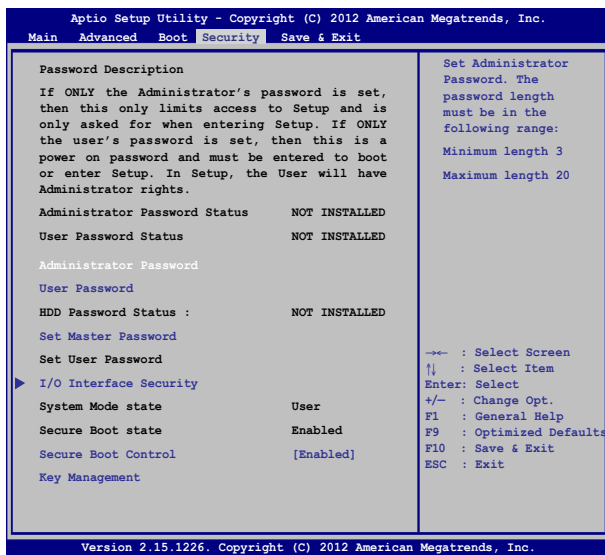 Aptio Setup Utility - Copyright (C) 2012 American Megatrends, Inc.
Main Advanced Boot Security Save & Exit
Password Description
If ONLY the Administrator's password is set,
then this only limits access to Setup and is
only asked for when entering Setup. If ONLY
the user's password is set, then this is a
power on password and must be entered to boot
or enter Setup. In Setup, the User will have
Administrator rights.
Administrator Password Status NOT INSTALLED
User Password Status NOT INSTALLED
Administrator Password
User Password
HDD Password Status : NOT INSTALLED
Set Master Password
Set User Password
I/O Interface Security
System Mode state User
Secure Boot state Enabled
Secure Boot Control [Enabled]
Key Management
Set Administrator
Password. The
password length
must be in the
following range:
Minimum length 3
Maximum length 20
→← : Select Screen
↑↓ : Select Item
Enter: Select
+/— : Change Opt.
F1 : General Help
F9 : Optimized Defaults
F10 : Save & Exit
ESC : Exit
Version 2.15.1226. Copyright (C) 2012 American Megatrends, Inc.